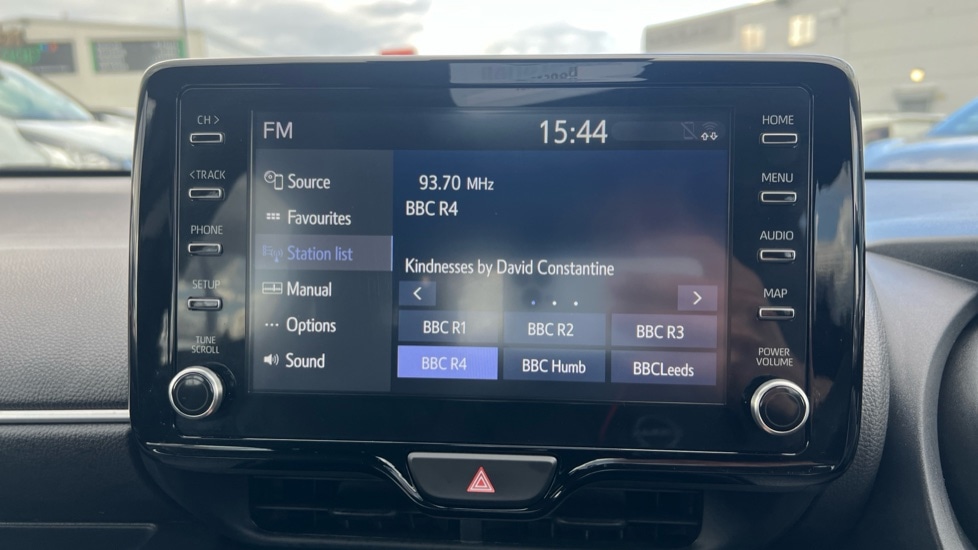 CH >
<TRACK
PHONE
SETUP
TUNE
SCROLL
FM
15:44
Source
Favourites
Station list
Manual
Options
Sound
93.70 MHz
BBC R4
Kindnesses by David Constantine
< >
BBC R1 BBC R2 BBC R3
BBC R4 BBC Humb BBCLeeds
HOME
MENU
AUDIO
MAP
POWER
VOLUME